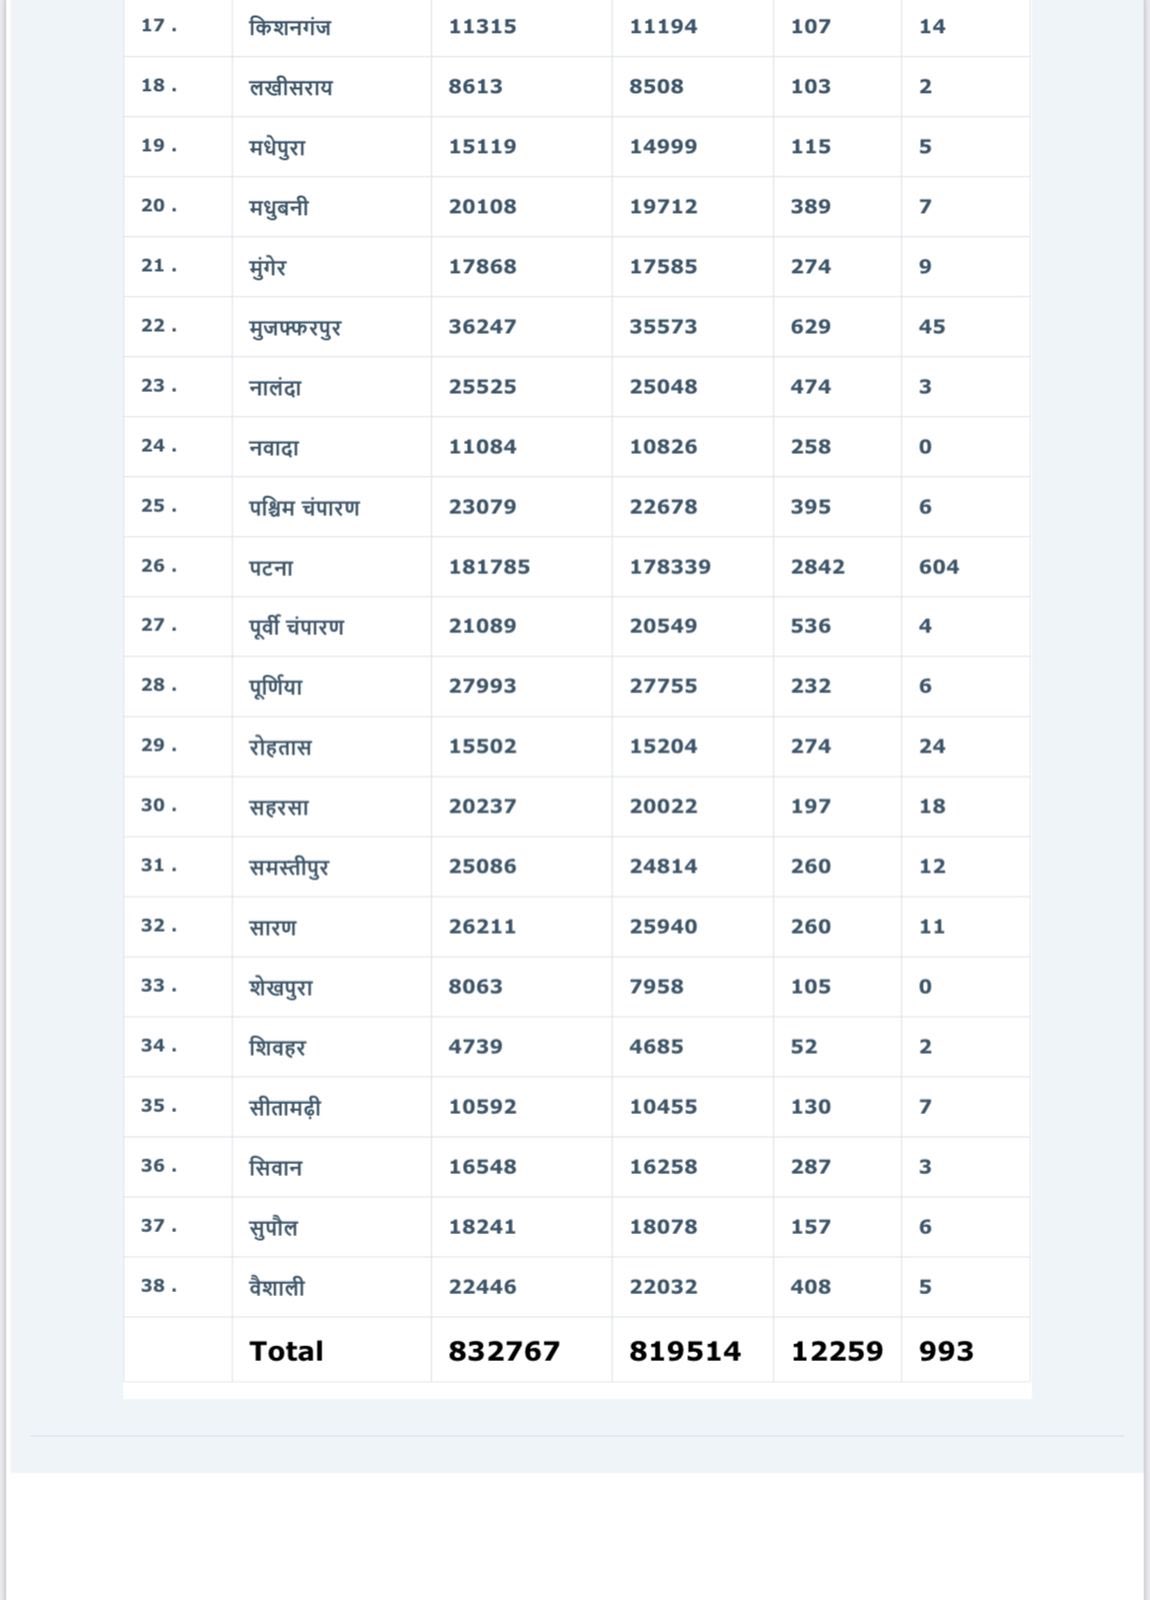 17 . किशनगंज 11315 11194 107 14
18 . लखीसराय 8613 8508 103 2
19 . मधेपुरा 15119 14999 115 5
20 . मधुबनी 20108 19712 389 7
21 . मुंगेर 17868 17585 274 9
22 . मुजफ्फरपुर 36247 35573 629 45
23 . नालंदा 25525 25048 474 3
24 . नवादा 11084 10826 258 0
25 . पश्चिम चंपारण 23079 22678 395 6
26 . पटना 181785 178339 2842 604
27 . पूर्वी चंपारण 21089 20549 536 4
28 . पूर्णिया 27993 27755 232 6
29 . रोहतास 15502 15204 274 24
30 . सहरसा 20237 20022 197 18
31 . समस्तीपुर 25086 24814 260 12
32 . सारण 26211 25940 260 11
33 . शेखपुरा 8063 7958 105 0
34 . शिवहर 4739 4685 52 2
35 . सीतामढ़ी 10592 10455 130 7
36 . सिवान 16548 16258 287 3
37 . सुपौल 18241 18078 157 6
38 . वैशाली 22446 22032 408 5
Total 832767 819514 12259 993